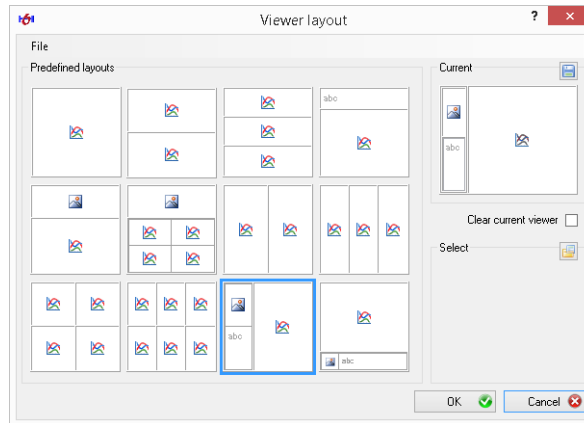 Viewer layout
?
×
File
Predefined layouts
Current
abc
abc
Clear current viewer
Select
abc
abc
OK
Cancel